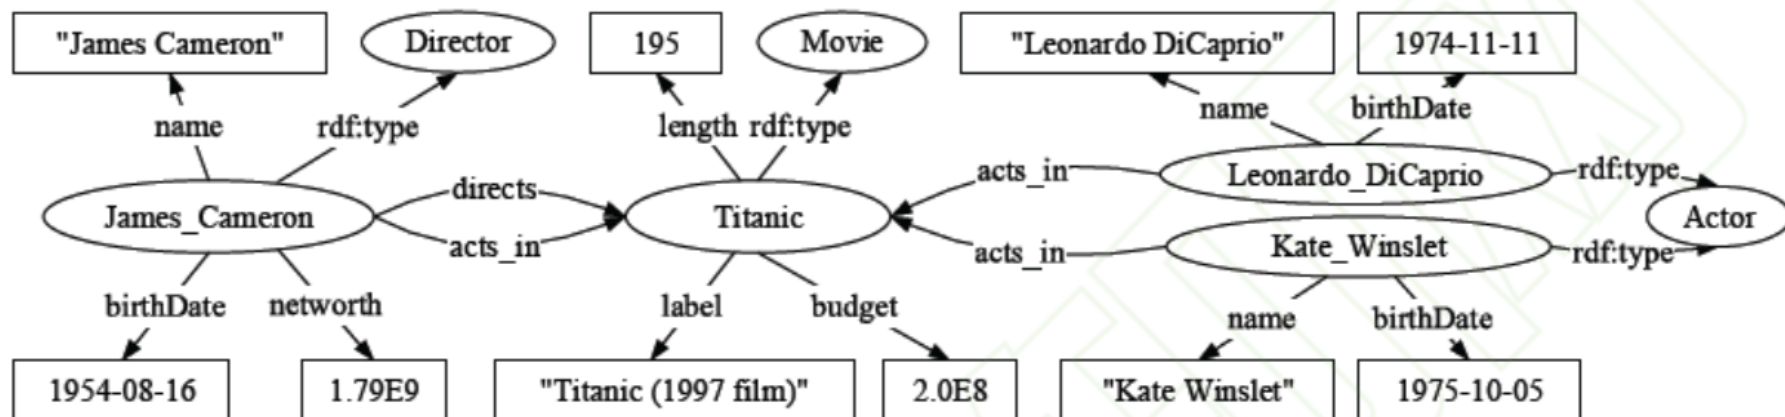 "James Cameron" Director 195 Movie "Leonardo DiCaprio" 1974-11-11
name rdf:type length rdf:type name birthDate
James_Cameron directs acts_in Titanic acts_in Leonardo_DiCaprio rdf:type
acts_in Kate_Winslet rdf:type Actor
birthDate networth label budget name birthDate
1954-08-16 1.79E9 "Titanic (1997 film)" 2.0E8 "Kate Winslet" 1975-10-05